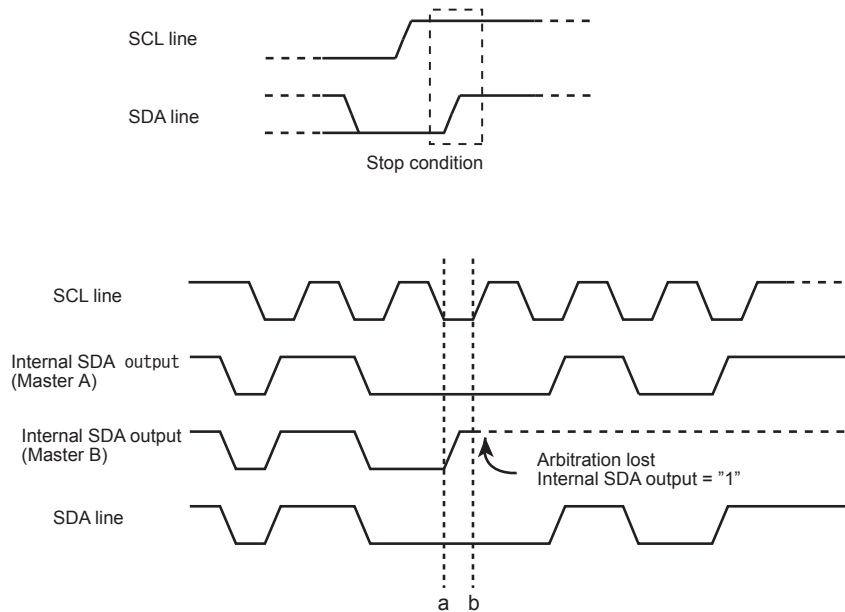 SCL line
SDA line
Stop condition
SCL line
Internal SDA output
(Master A)
Internal SDA output
(Master B)
Arbitration lost
Internal SDA output = ”1”
SDA line
a b